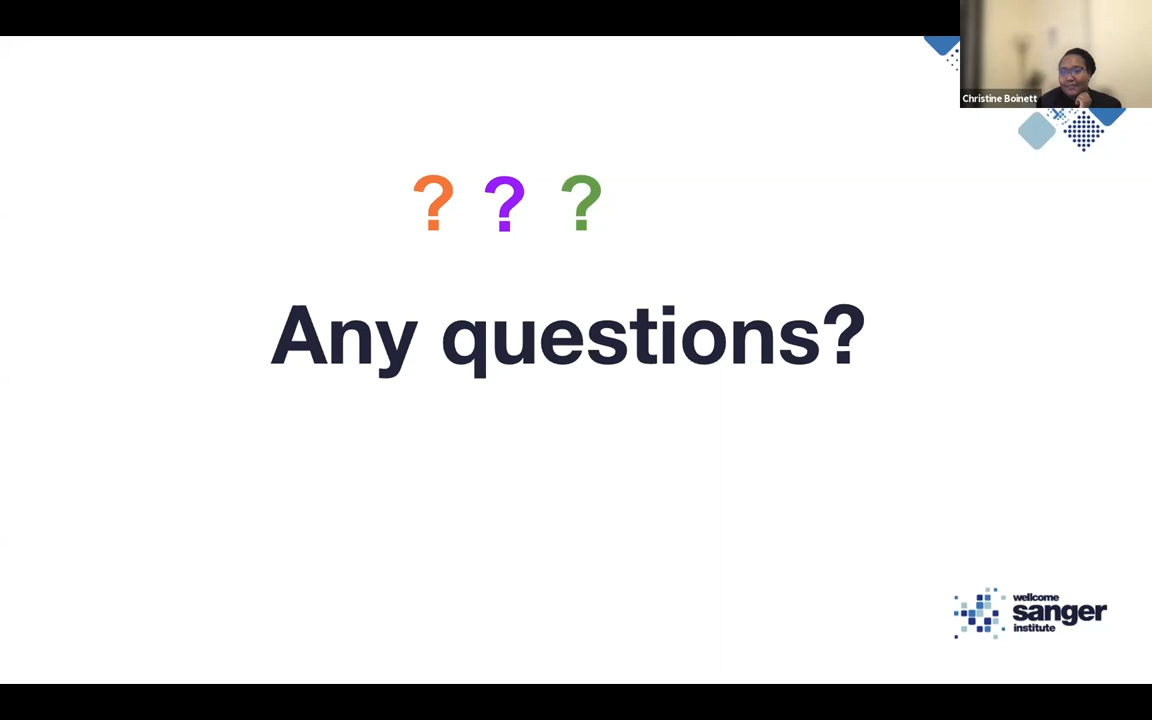 Christine Boinett
? ? ?
Any questions?
wellcome
sanger
institute